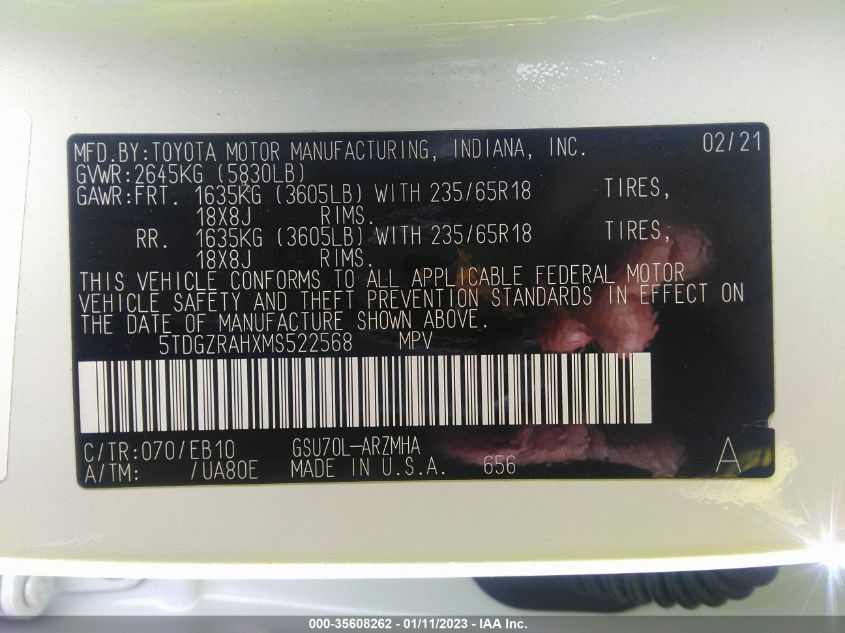 MFD.BY:TOYOTA MOTOR MANUFACTURING, INDIANA, INC. 02/21
GVWR:2645KG (5830LB)
GAWR:FRT. 1635KG (3605LB) WITH 235/65R18 TIRES,
18X8J RIMS.
RR. 1635KG (3605LB) WITH 235/65R18 TIRES,
18X8J RIMS.
THIS VEHICLE CONFORMS TO ALL APPLICABLE FEDERAL MOTOR
VEHICLE SAFETY AND THEFT PREVENTION STANDARDS IN EFFECT ON
THE DATE OF MANUFACTURE SHOWN ABOVE.
5TDGZRAHXMS522568 MPV
C/TR:070/EB10 GSU70L-ARZMHA
A/TM: /UA80E MADE IN U.S.A. 656 A
000-35608262 - 01/11/2023 - IAA Inc.